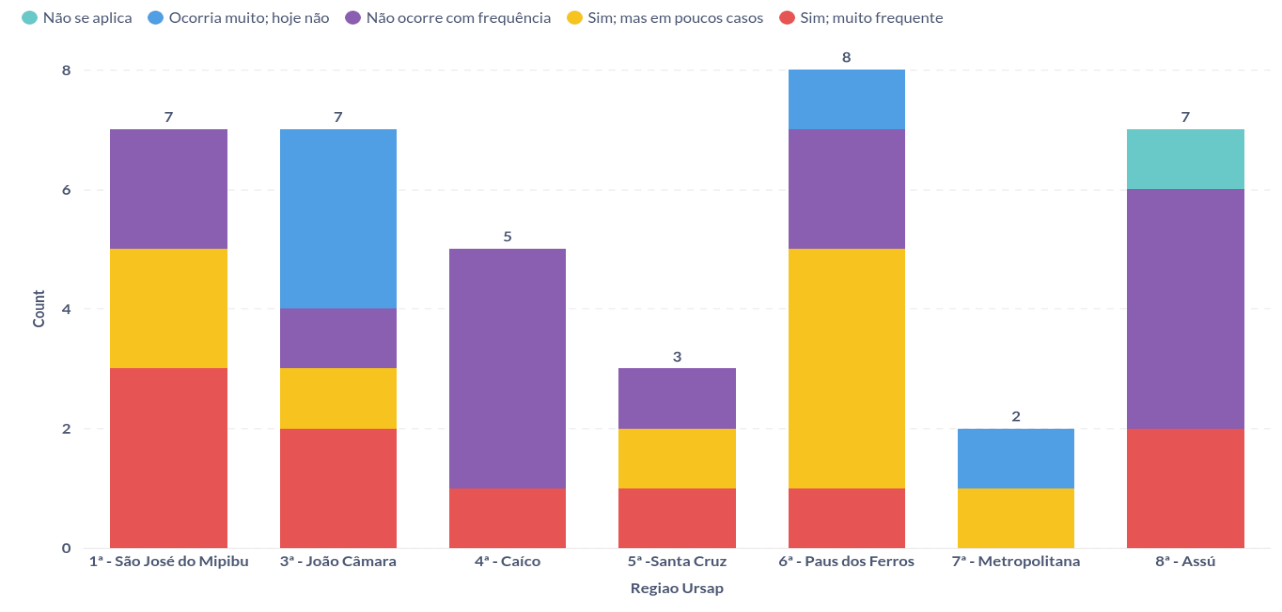 Não se aplica Ocorria muito; hoje não Não ocorre com frequência Sim; mas em poucos casos Sim; muito frequente
8
7 7 8 7
6
5
4
3
2
2
0
Count
1ª - São José do Mipibu 3ª - João Câmara 4ª - Caíco 5ª -Santa Cruz 6ª - Paus dos Ferros 7ª - Metropolitana 8ª - Assú
Regiao Ursap